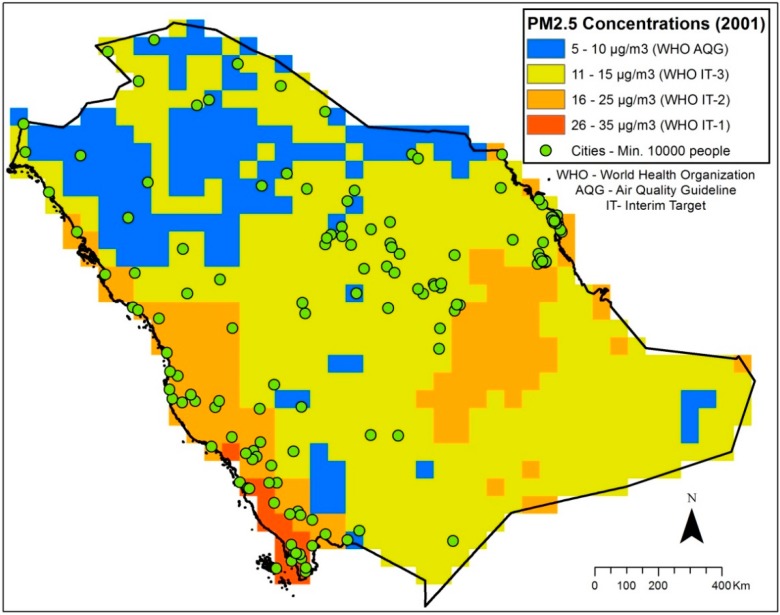 PM2.5 Concentrations (2001)
5 - 10 µg/m3 (WHO AQG)
11 - 15 µg/m3 (WHO IT-3)
16 - 25 µg/m3 (WHO IT-2)
26 - 35 µg/m3 (WHO IT-1)
Cities - Min. 10000 people
WHO - World Health Organization
AQG - Air Quality Guideline
IT- Interim Target
N
0 100 200 400 Km